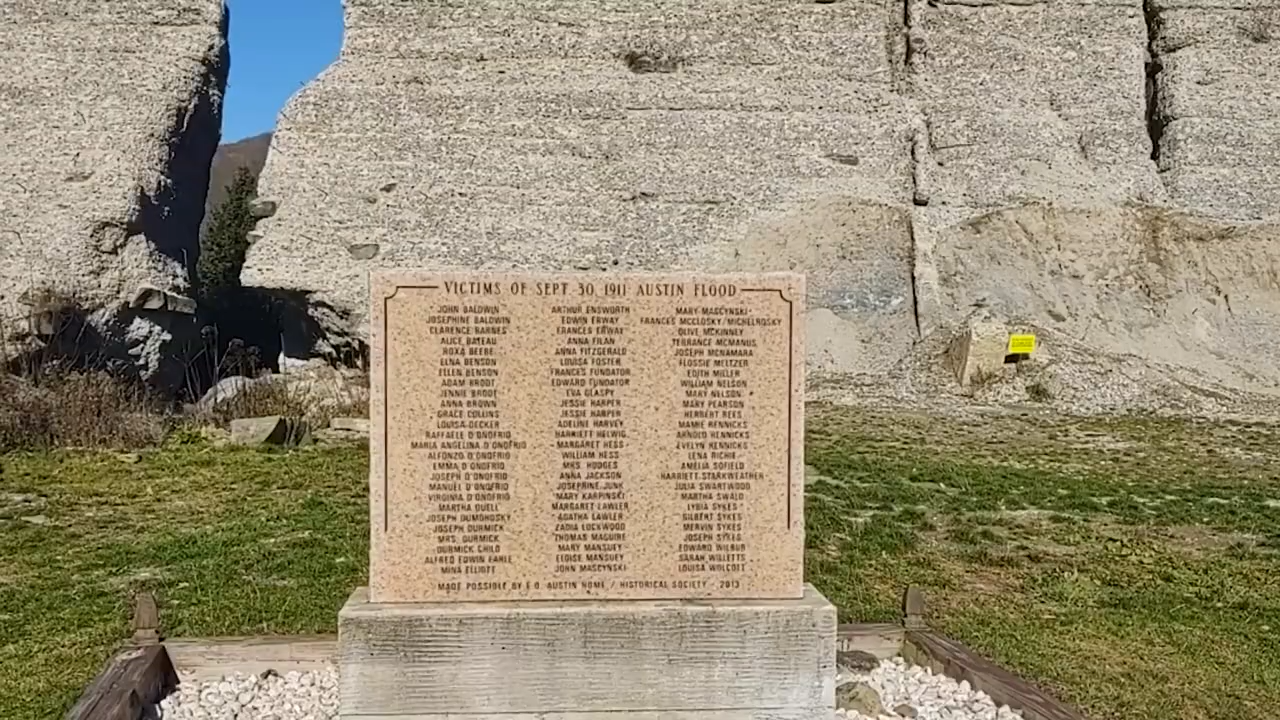 VICTIMS OF SEPT. 30, 1911 AUSTIN FLOOD
JOHN BALDWIN
JOSEPHINE BALDWIN
CLARENCE BARNES
ALICE BATEAU
ROXA BEEBE
LENA BENSON
ELLEN BENSON
ADAM BRODT
JENNIE BRODT
ANNA BROWN
GRACE COLLINS
LOUISA DECKER
RAFFAELE D'ONOFRIO
MARIA ANGELINA D'ONOFRIO
ALFONZO D'ONOFRIO
EMMA D'ONOFRIO
JOSEPH D'ONOFRIO
MANUEL D'ONOFRIO
VIRGINIA D'ONOFRIO
MARTHA DUELL
JOSEPH DUMOHOSKY
JOSEPH DURMICK
MRS. DURMICK
DURMICK CHILD
ALFRED EDWIN EARLE
MINA ELLIOTT
ARTHUR ENSWORTH
EDWIN ERWAY
FRANCES ERWAY
ANNA FILAN
ANNA FITZGERALD
LOUISA FOSTER
FRANCES FUNDATOR
EDWARD FUNDATOR
EVA GLASPY
JESSIE HARPER
JESSIE HARPER
ADELINE HARVEY
HARRIETT HELWIG
MARGARET HESS
WILLIAM HESS
MRS. HODGES
ANNA JACKSON
JOSEPHINE JUNK
MARY KARPINSKI
MARGARET LAWLER
AGATHA LAWLER
ZADIA LOCKWOOD
THOMAS MAGUIRE
MARY MANSUEY
ELOISE MANSUEY
JOHN MASCYNSKI
MARY MASCYNSKI
FRANCES MCCLOSKY/MICHELROSKY
OLIVE MCKINNEY
TERRANCE MCMANUS
JOSEPH MCNAMARA
FLOSSIE MELTZER
EDITH MILLER
WILLIAM NELSON
MARY NELSON
MARY PEARSON
HERBERT REES
MAMIE RENNICKS
ARNOLD RENNICKS
EVELYN RENNICKS
LENA RICHIE
AMELIA SOFIELD
HARRIETT STARKWEATHER
JULIA SWARTWOOD
MARTHA SWALD
LYDIA SYKES
GILBERT SYKES
MERVIN SYKES
JOSEPH SYKES
EDWARD WILBUR
SARAH WILLETTS
LOUISA WOLCOTT
MADE POSSIBLE BY E.O. AUSTIN HOME / HISTORICAL SOCIETY - 2013